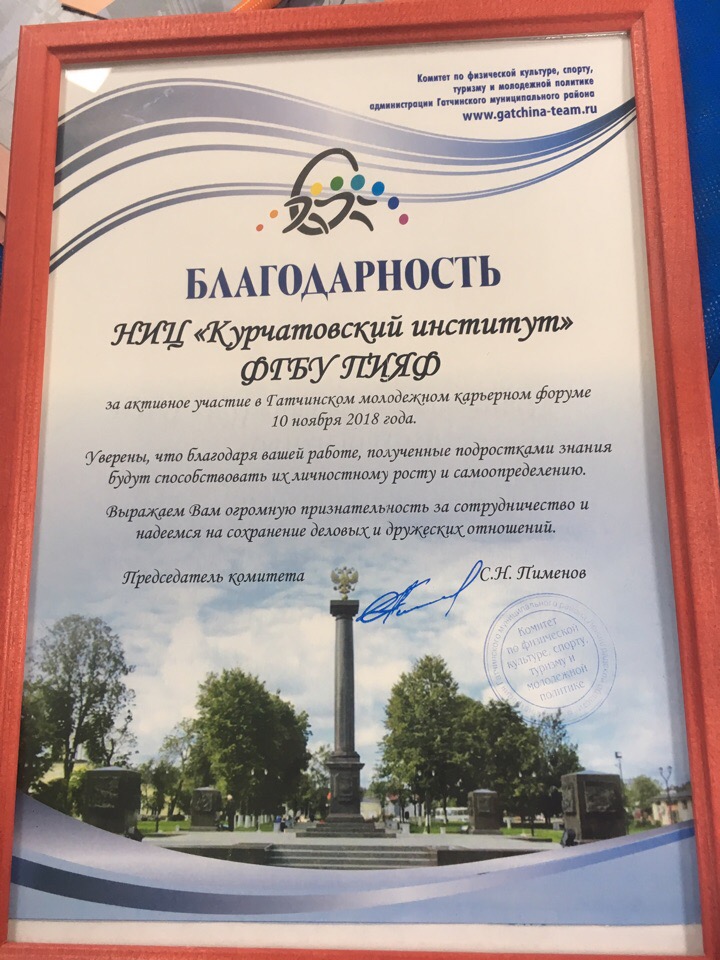 Комитет по физической культуре, спорту,
туризму и молодежной политике
администрации Гатчинского муниципального района
www.gatchina-team.ru
БЛАГОДАРНОСТЬ
НИЦ «Курчатовский институт»
ФГБУ ПИЯФ
за активное участие в Гатчинском молодежном карьерном форуме
10 ноября 2018 года.
Уверены, что благодаря вашей работе, полученные подростками знания
будут способствовать их личностному росту и самоопределению.
Выражаем Вам огромную признательность за сотрудничество и
надеемся на сохранение деловых и дружеских отношений.
Председатель комитета
С.Н. Пименов
Комитет
по физической
культуре, спорту,
туризму и
молодежной
политике